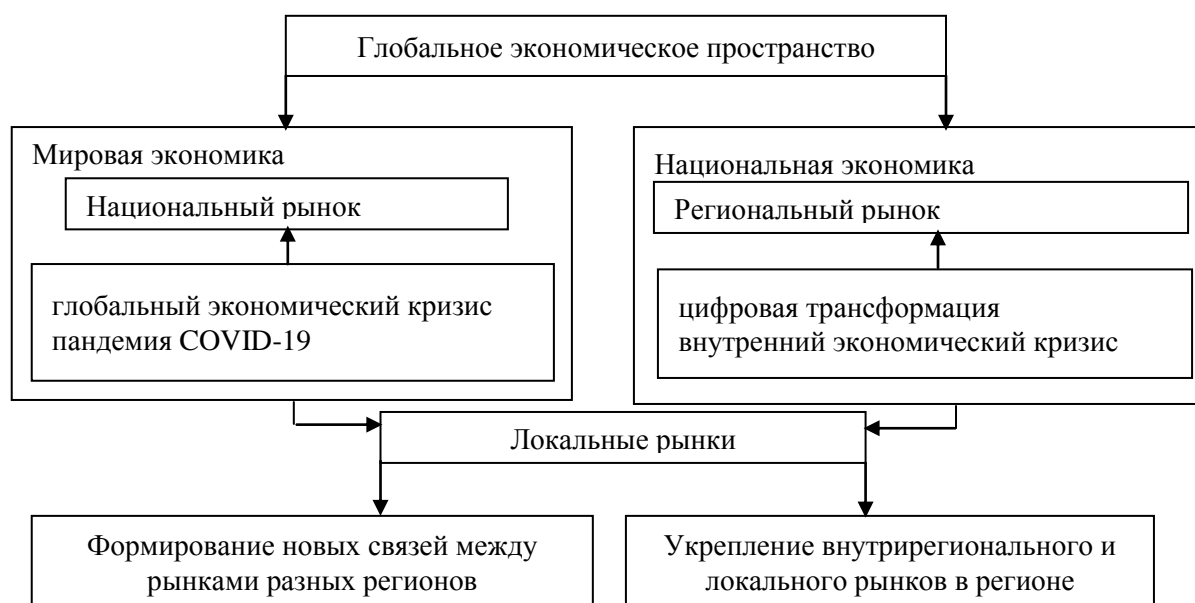 Глобальное экономическое пространство
Мировая экономика
Национальный рынок
глобальный экономический кризис
пандемия COVID-19
Национальная экономика
Региональный рынок
цифровая трансформация
внутренний экономический кризис
Локальные рынки
Формирование новых связей между
рынками разных регионов
Укрепление внутрирегионального и
локального рынков в регионе